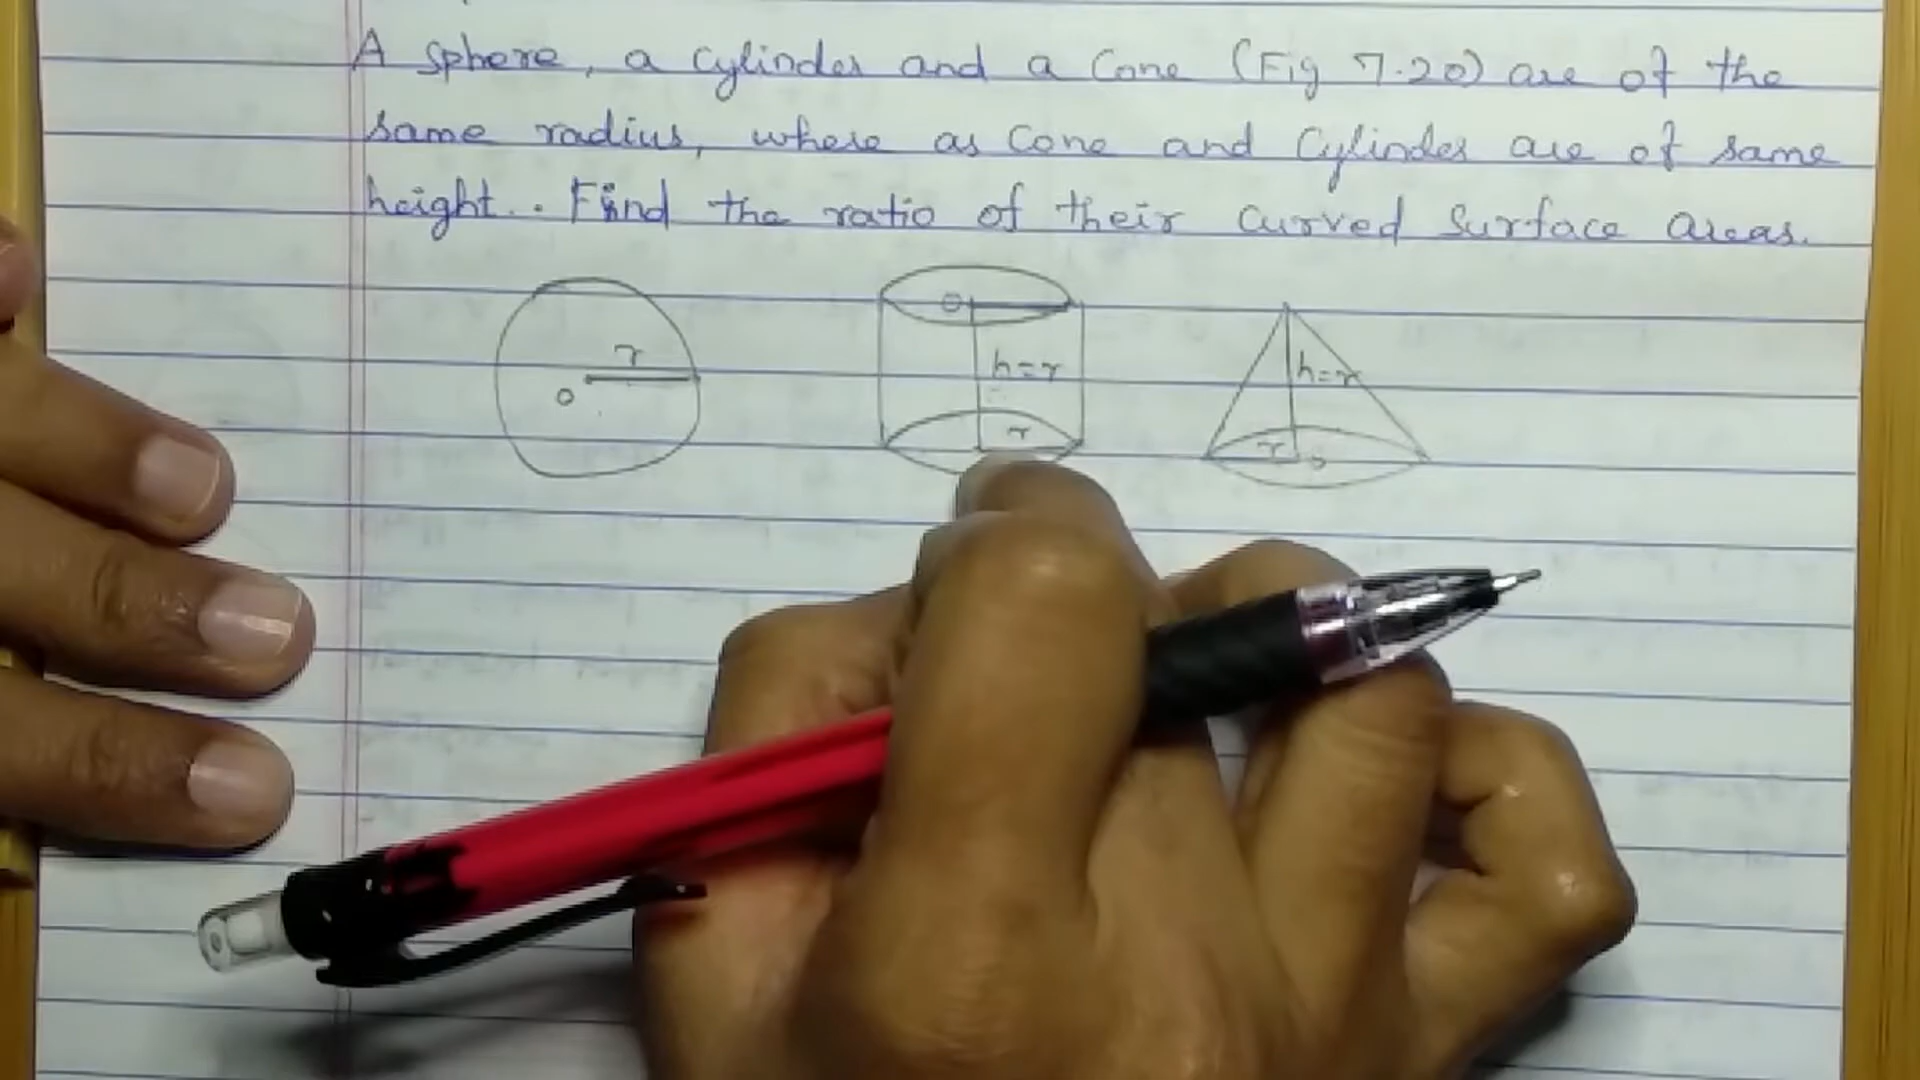 A sphere, a Cylinder and a Cone (Fig 7.20) are of the
same radius, where as Cone and Cylinder are of same
height. . Find the ratio of their curved surface areas.
r
O
O
h=r
r
h=r
r
O